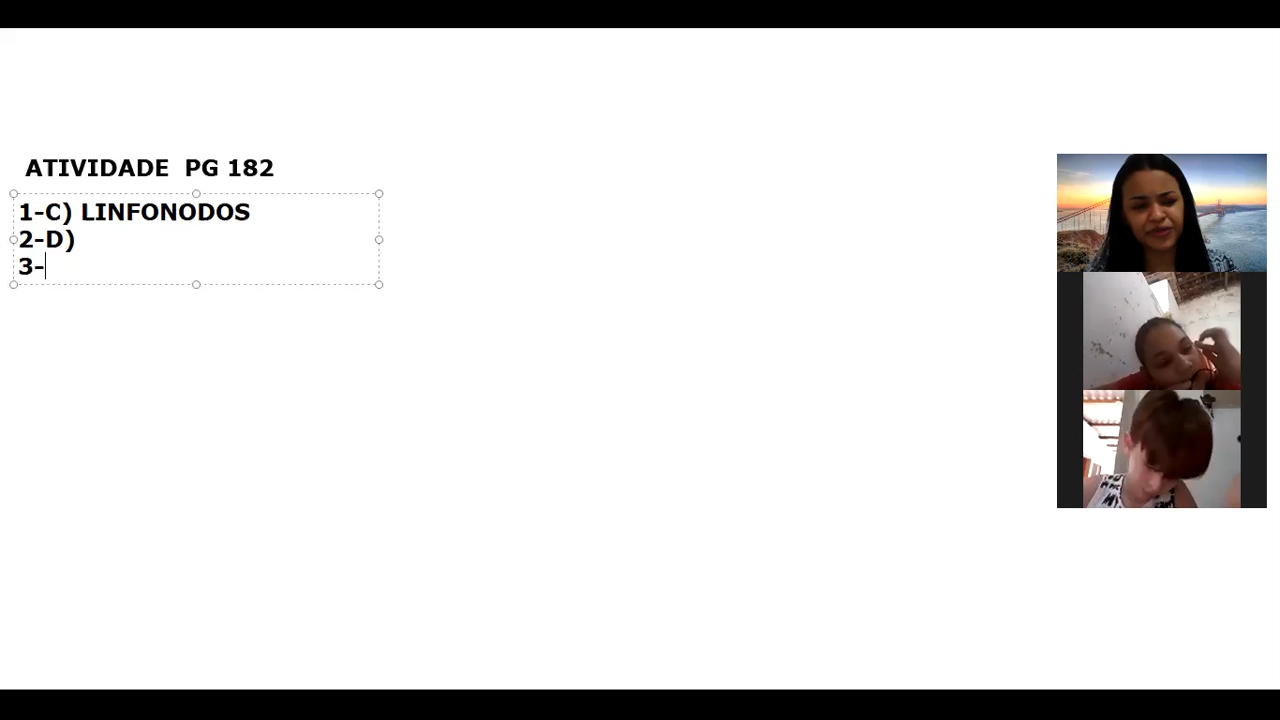 ATIVIDADE PG 182
1-C) LINFONODOS
2-D)
3-